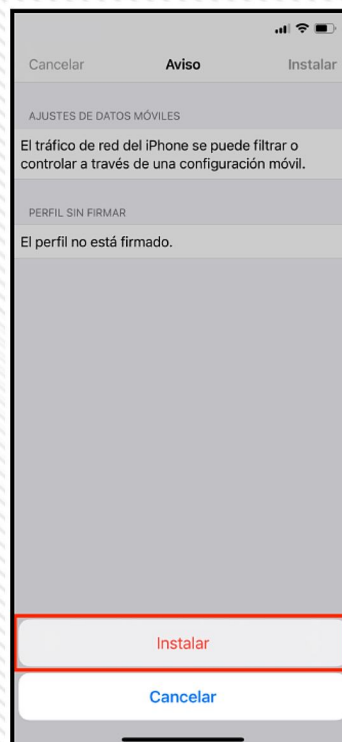 Cancelar Aviso Instalar
AJUSTES DE DATOS MÓVILES
El tráfico de red del iPhone se puede filtrar o
controlar a través de una configuración móvil.
PERFIL SIN FIRMAR
El perfil no está firmado.
Instalar
Cancelar